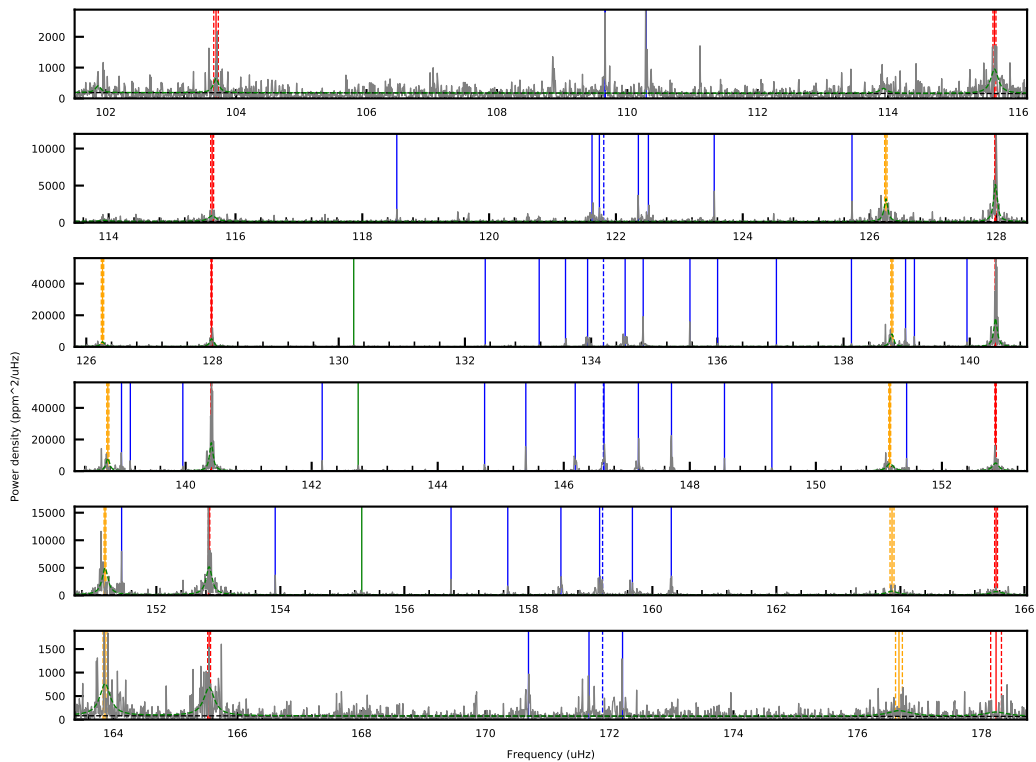 2000
1000
0
102 104 106 108 110 112 114 116
10000
5000
0
114 116 118 120 122 124 126 128
40000
20000
0
126 128 130 132 134 136 138 140
Power density (ppm^2/uHz)
40000
20000
0
140 142 144 146 148 150 152
15000
10000
5000
0
152 154 156 158 160 162 164 166
1500
1000
500
0
164 166 168 170 172 174 176 178
Frequency (uHz)